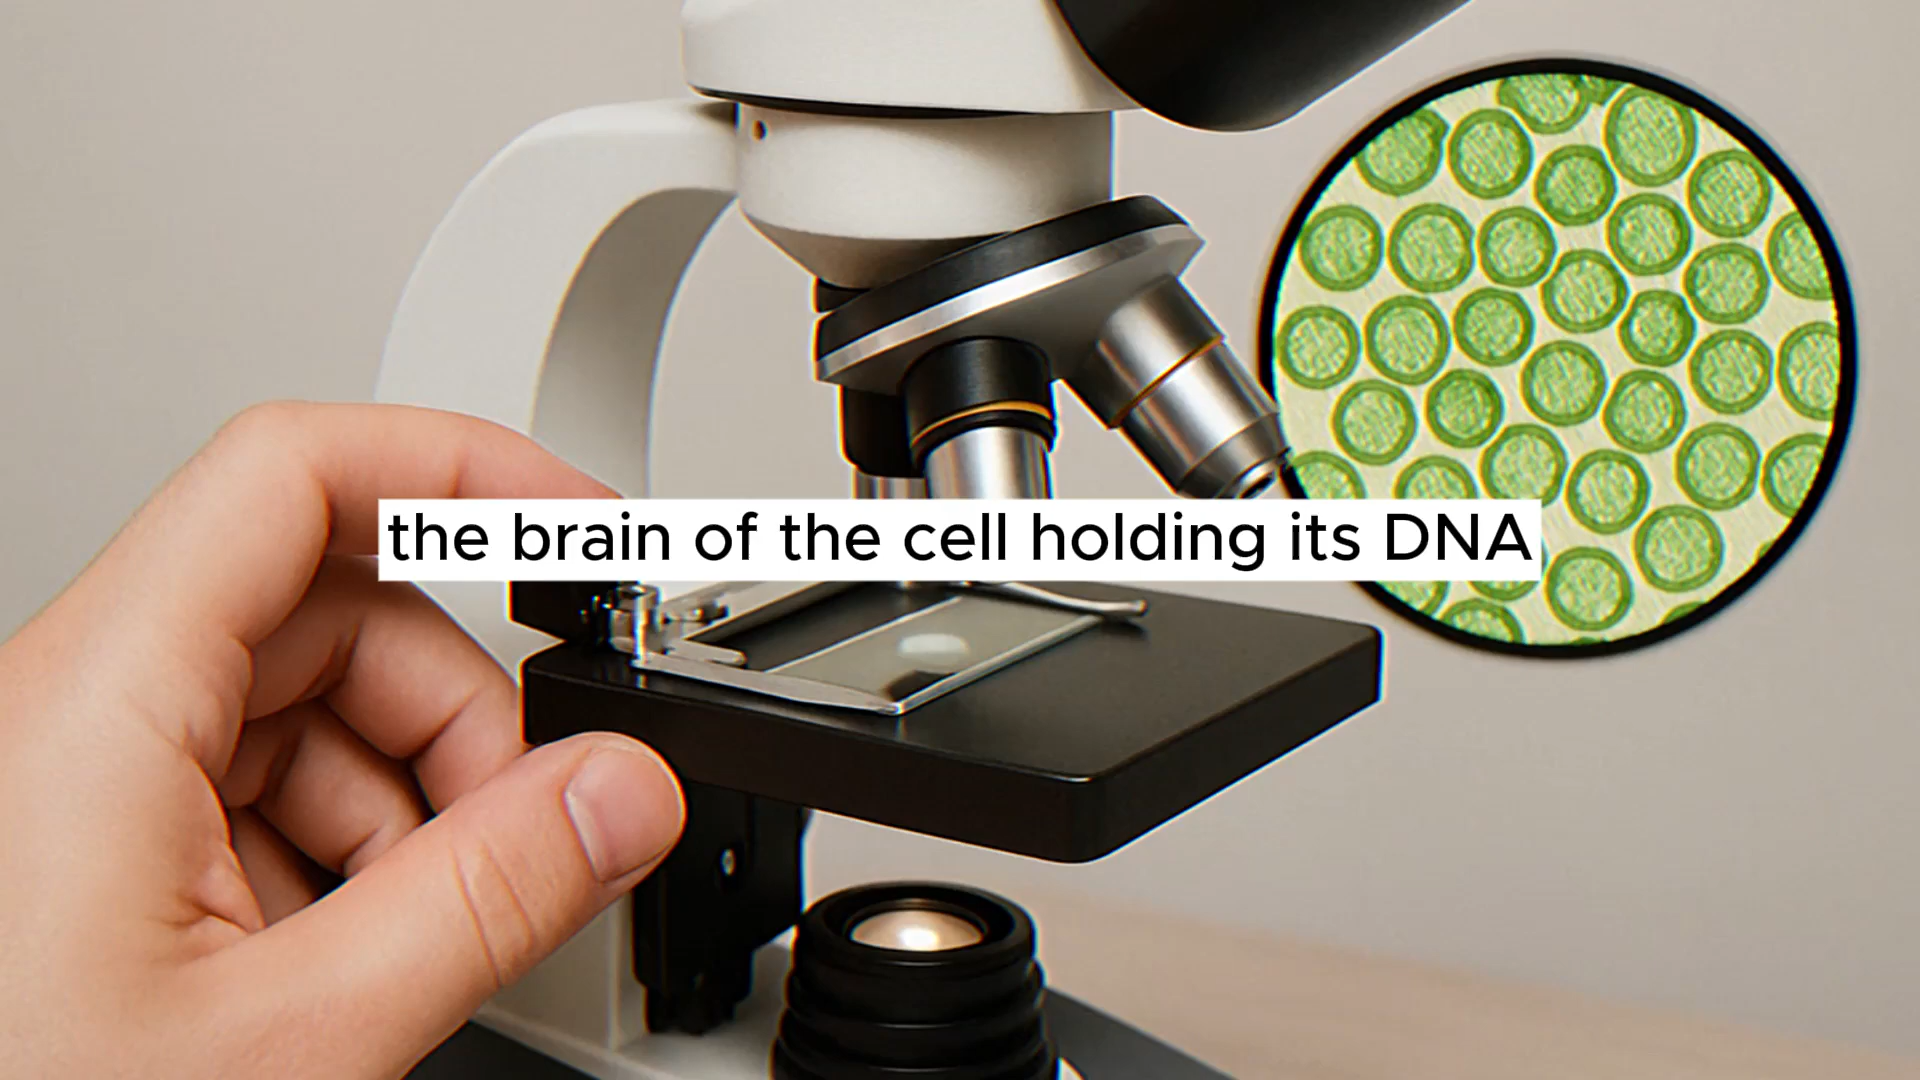 the brain of the cell holding its DNA